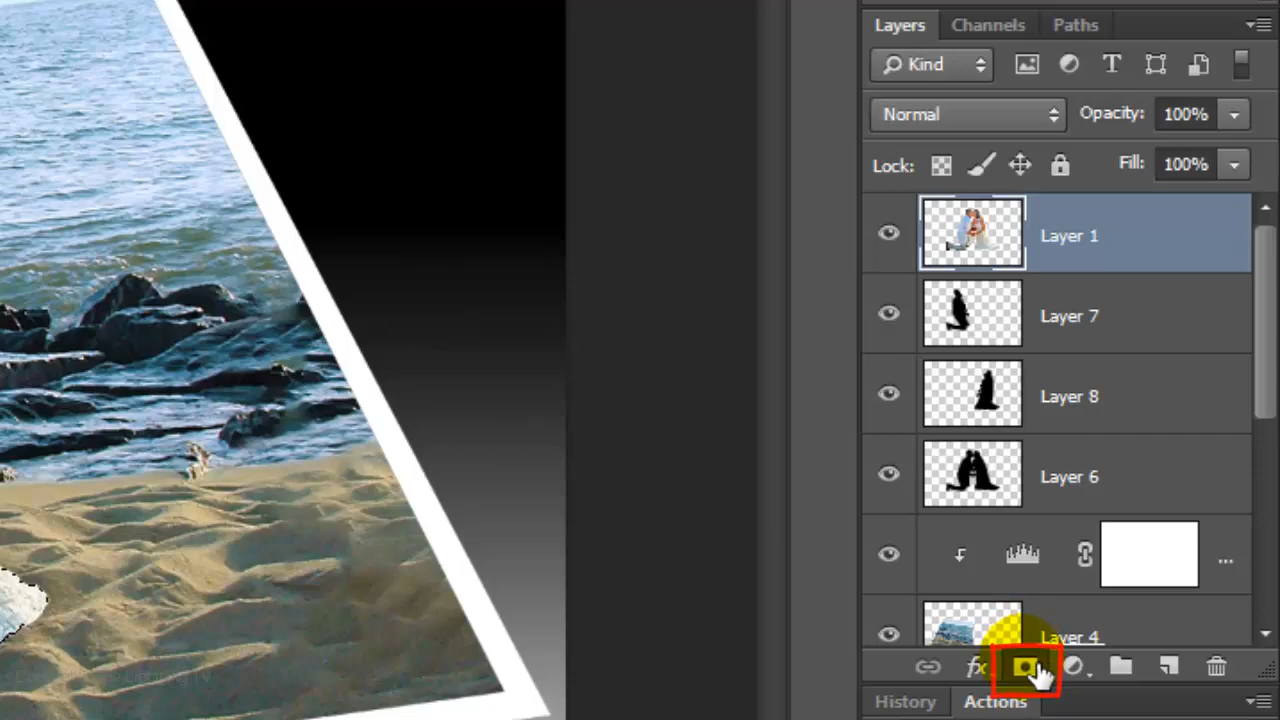 Layers Channels Paths
Kind
Normal Opacity: 100%
Lock: Fill: 100%
Layer 1
Layer 7
Layer 8
Layer 6
...
Layer 4
fx
History Actions